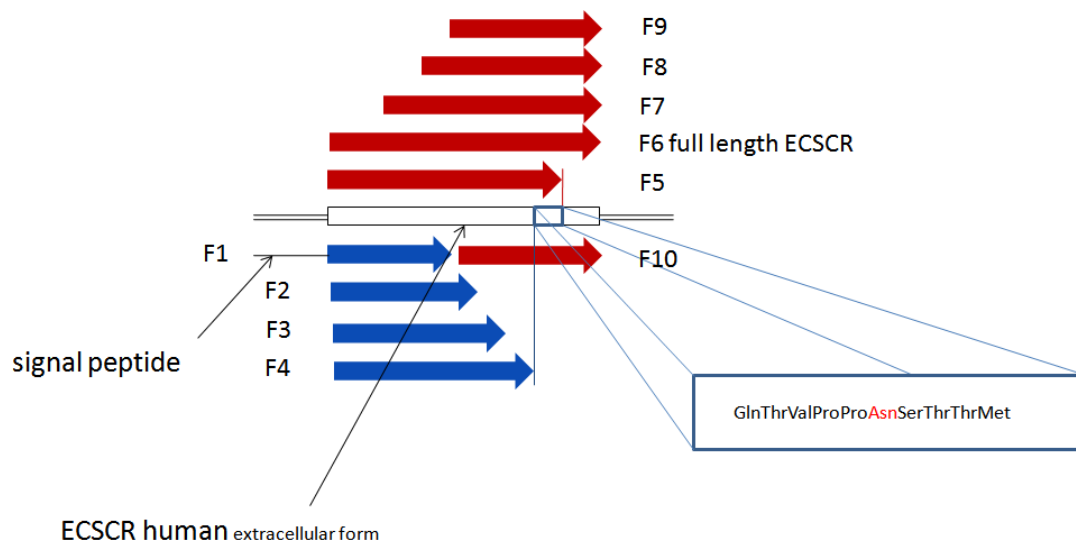 F9
F8
F7
F6 full length ECSCR
F5
F1
F10
F2
F3
signal peptide
F4
GlnThrValProProAsnSerThrThrMet
ECSCR human extracellular form